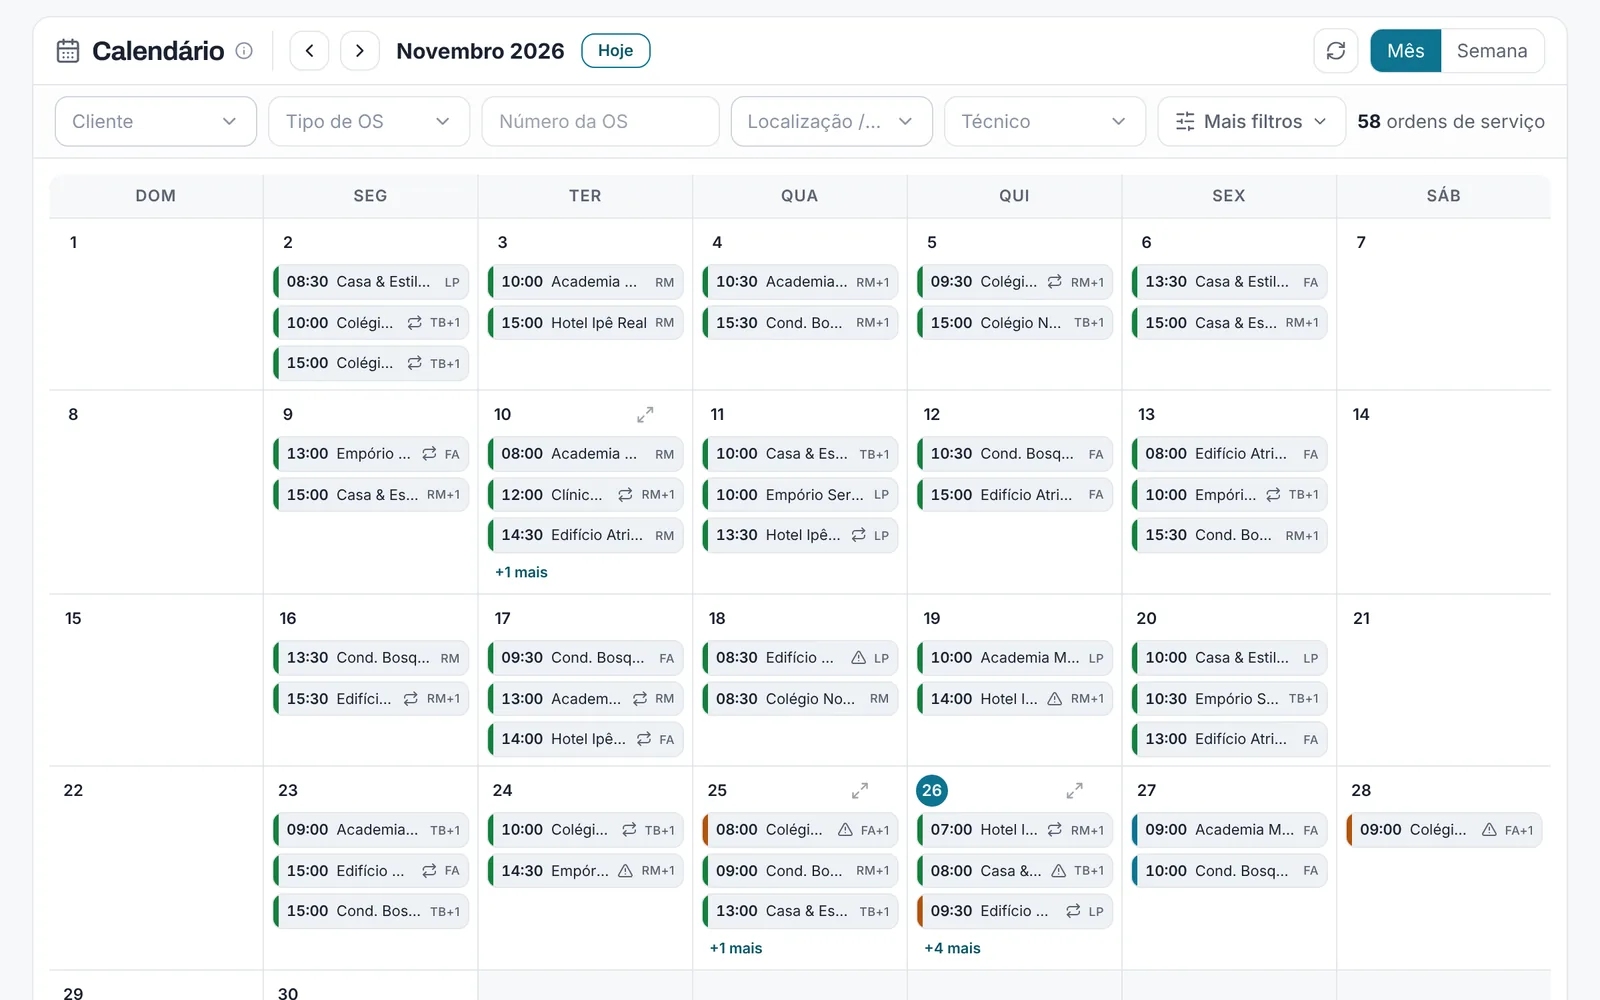 Calendário
Novembro 2026
Hoje
Mês
Semana
Cliente
Tipo de OS
Número da OS
Localização /...
Técnico
Mais filtros
58 ordens de serviço
DOM SEG TER QUA QUI SEX SÁB
1
2
08:30 Casa & Estil... LP
10:00 Colégi... TB+1
15:00 Colégi... TB+1
3
10:00 Academia ... RM
15:00 Hotel Ipê Real RM
4
10:30 Academia... RM+1
15:30 Cond. Bo... RM+1
5
09:30 Colégi... RM+1
15:00 Colégio N... TB+1
6
13:30 Casa & Estil... FA
15:00 Casa & Es... RM+1
7
8
9
13:00 Empório ... FA
15:00 Casa & Es... RM+1
10
08:00 Academia ... RM
12:00 Clínic... RM+1
14:30 Edifício Atri... RM
+1 mais
11
10:00 Casa & Es... TB+1
10:00 Empório Ser... LP
13:30 Hotel Ipê... LP
12
10:30 Cond. Bosq... FA
15:00 Edifício Atri... FA
13
08:00 Edifício Atri... FA
10:00 Empóri... TB+1
15:30 Cond. Bo... RM+1
14
15
16
13:30 Cond. Bosq... RM
15:30 Edifíci... RM+1
17
09:30 Cond. Bosq... FA
13:00 Academ... RM
14:00 Hotel Ipê... FA
18
08:30 Edifício ... LP
08:30 Colégio No... RM
19
10:00 Academia M... LP
14:00 Hotel I... RM+1
20
10:00 Casa & Estil... LP
10:30 Empório S... TB+1
13:00 Edifício Atri... FA
21
22
23
09:00 Academia... TB+1
15:00 Edifício ... FA
15:00 Cond. Bos... TB+1
24
10:00 Colégi... TB+1
14:30 Empór... RM+1
25
08:00 Colégi... FA+1
09:00 Cond. Bo... RM+1
13:00 Casa & Es... TB+1
+1 mais
26
07:00 Hotel I... RM+1
08:00 Casa &... TB+1
09:30 Edifício ... LP
+4 mais
27
09:00 Academia M... FA
10:00 Cond. Bosq... FA
28
09:00 Colégi... FA+1
29
30